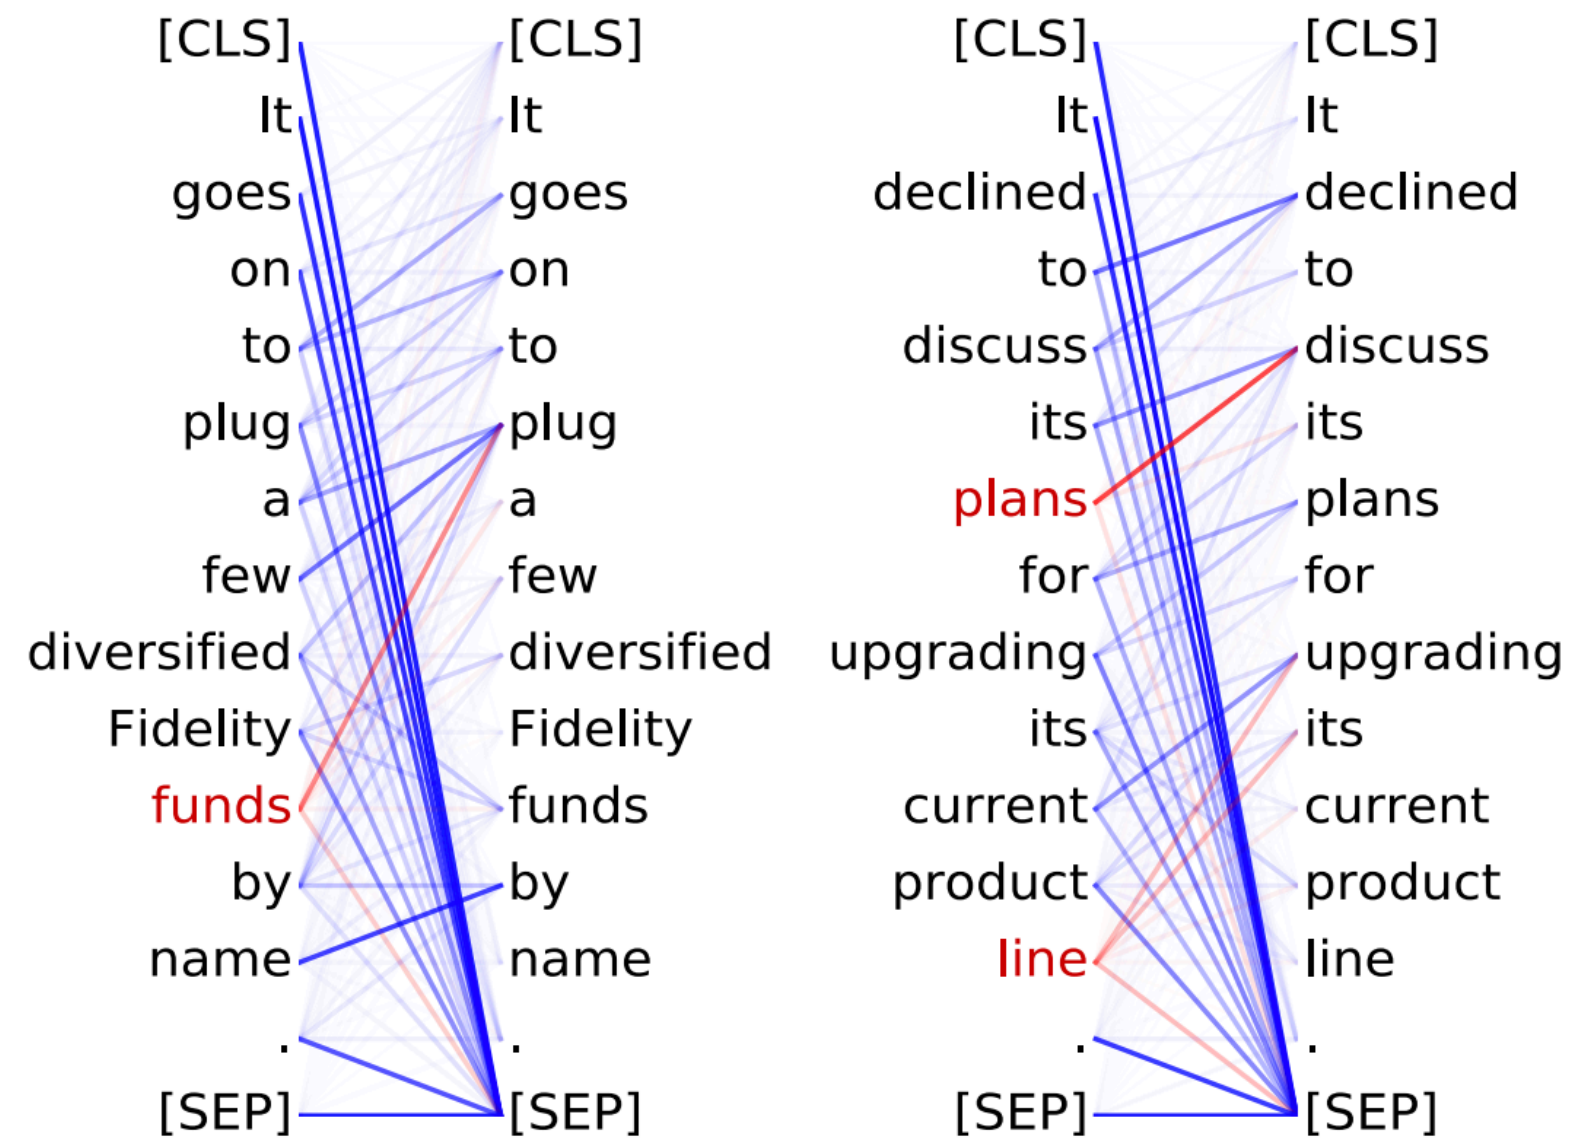 [CLS] [CLS] [CLS] [CLS]
It It It It
goes goes declined declined
on on to to
to to discuss discuss
plug plug its its
a a plans plans
few few for for
diversified diversified upgrading upgrading
Fidelity Fidelity its its
funds funds current current
by by product product
name name line line
. . . .
[SEP] [SEP] [SEP] [SEP]